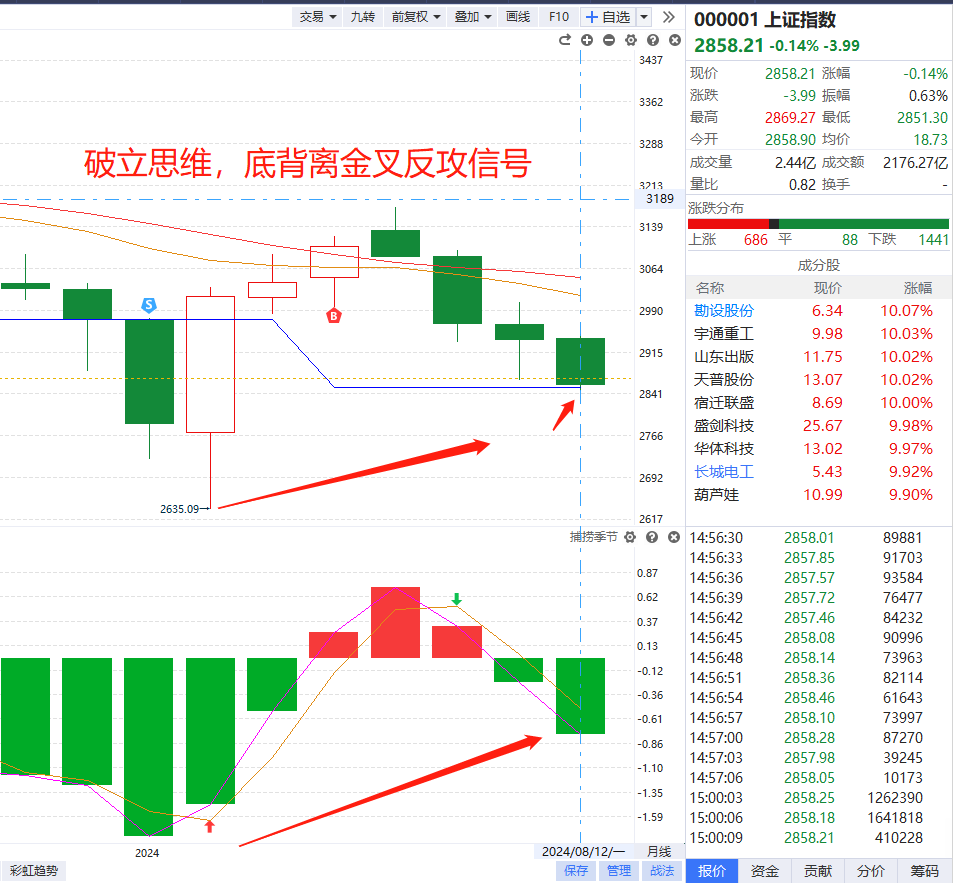 交易 九转 前复权 叠加 画线 F10 +自选
000001 上证指数
2858.21 -0.14% -3.99
现价 2858.21 涨幅 -0.14%
涨跌 -3.99 振幅 0.63%
最高 2869.27 最低 2851.30
今开 2858.90 均价 18.73
成交量 2.44亿 成交额 2176.27亿
量比 0.82 换手 -
涨跌分布
上涨 686 平 88 下跌 1441
成分股
名称 现价 涨幅
勘设股份 6.34 10.07%
宇通重工 9.98 10.03%
山东出版 11.75 10.02%
天普股份 13.07 10.02%
宿迁联盛 8.69 10.00%
盛剑科技 25.67 9.98%
华体科技 13.02 9.97%
长城电工 5.43 9.92%
葫芦娃 10.99 9.90%
14:56:30 2858.01 89881
14:56:33 2857.85 91703
14:56:36 2857.57 93584
14:56:39 2857.72 76477
14:56:42 2857.46 84232
14:56:45 2858.08 90996
14:56:48 2858.14 73963
14:56:51 2858.36 82114
14:56:54 2858.46 61643
14:56:57 2858.10 73997
14:57:00 2858.28 87270
14:57:03 2857.98 39245
14:57:06 2858.05 10173
15:00:03 2858.25 1262390
15:00:06 2858.18 1641818
15:00:09 2858.21 410228
报价 资金 贡献 分价 筹码
破立思维，底背离金叉反攻信号
3437
3362
3288
3213
3189
3139
3064
2990
2915
2841
2766
2692
2617
S
B
2635.09
捕捞季节
0.87
0.62
0.37
0.13
-0.12
-0.36
-0.61
-0.86
-1.10
-1.35
-1.59
2024 2024/08/12/一 月线
彩虹趋势 保存 管理 战法